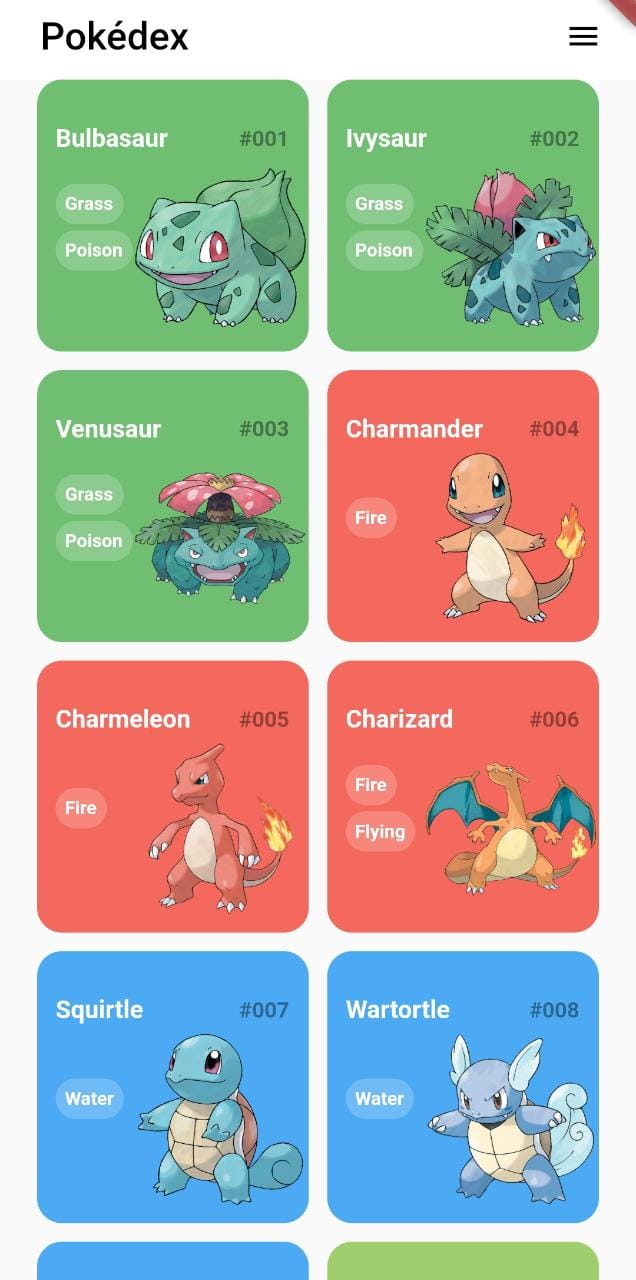 Pokédex
Bulbasaur #001
Grass
Poison
Ivysaur #002
Grass
Poison
Venusaur #003
Grass
Poison
Charmander #004
Fire
Charmeleon #005
Fire
Charizard #006
Fire
Flying
Squirtle #007
Water
Wartortle #008
Water